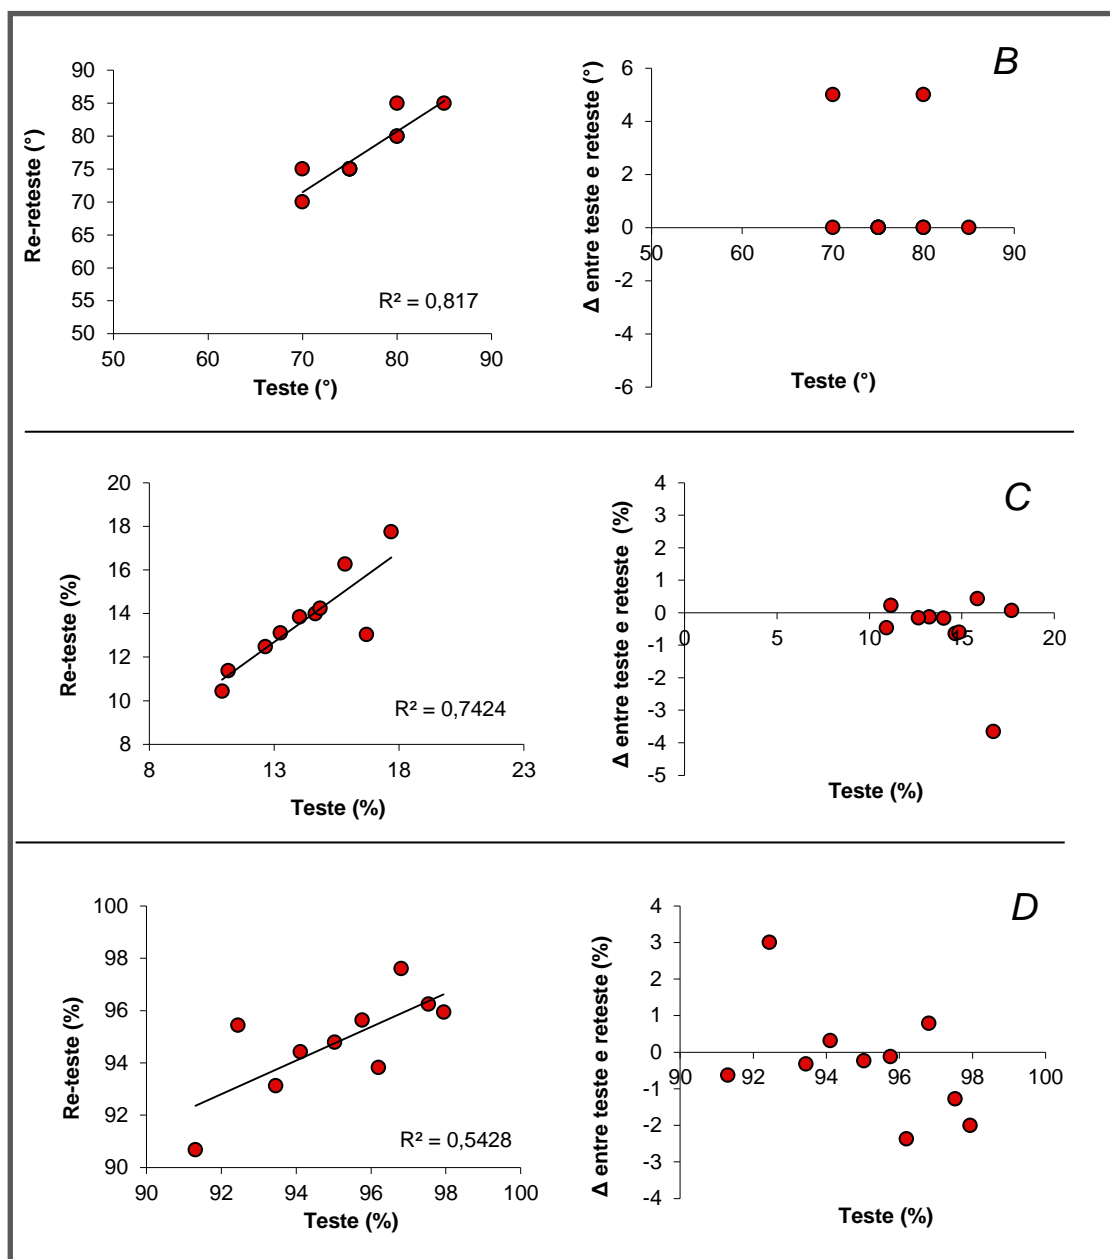 B
Re-reteste (°)
90
85
80
75
70
65
60
55
50
50 60 70 80 90
R² = 0,817
Teste (°)
Δ entre teste e reteste (°)
6
4
2
0
-2
-4
-6
50 60 70 80 90
Teste (°)
C
Re-teste (%)
20
18
16
14
12
10
8
8 13 18 23
R² = 0,7424
Teste (%)
Δ entre teste e reteste (%)
4
3
2
1
0
-1
-2
-3
-4
-5
0 5 10 15 20
Teste (%)
D
Re-teste (%)
100
98
96
94
92
90
90 92 94 96 98 100
R² = 0,5428
Teste (%)
Δ entre teste e reteste (%)
4
3
2
1
0
-1
-2
-3
-4
90 92 94 96 98 100
Teste (%)